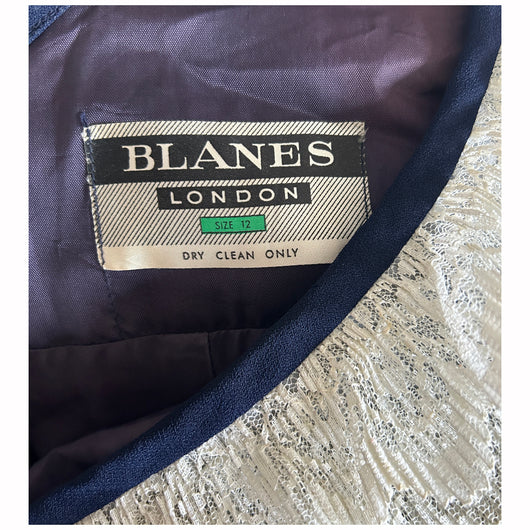 BLANES
LONDON
SIZE 12
DRY CLEAN ONLY